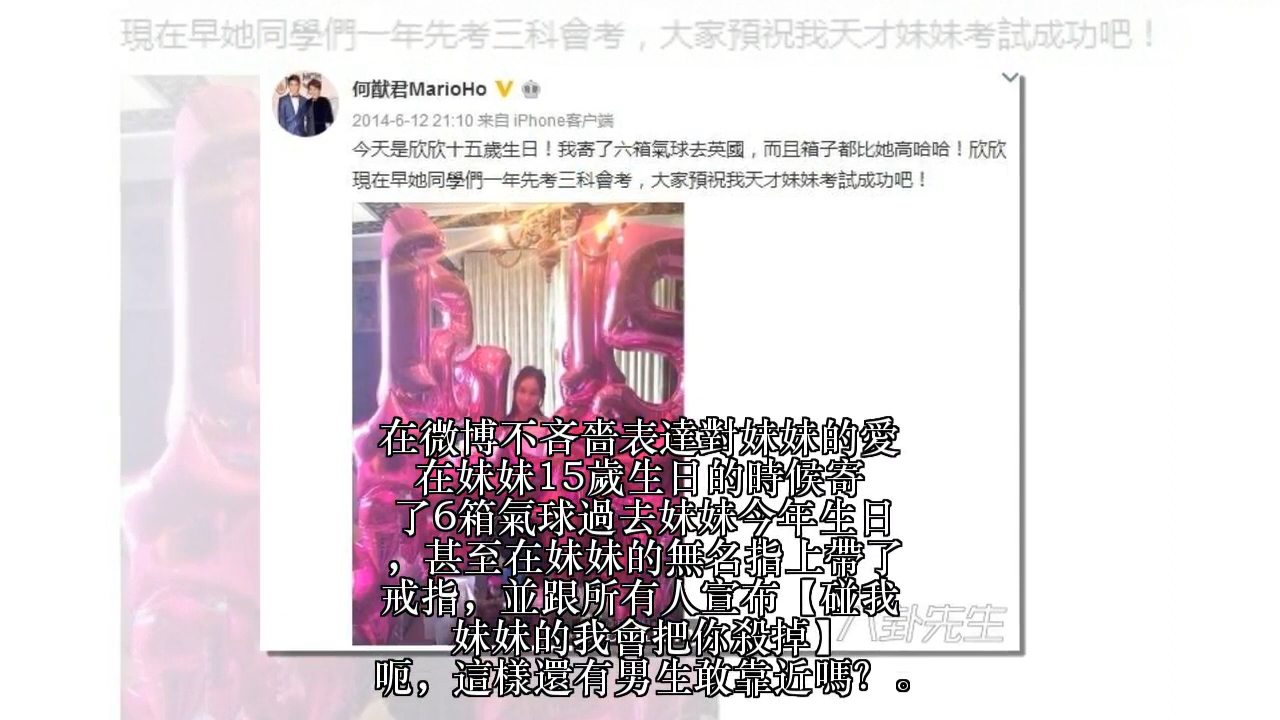 現在早她同學們一年先考三科會考，大家預祝我天才妹妹考試成功吧！
何猷君MarioHo
2014-6-12 21:10 来自 iPhone客户端
今天是欣欣十五歲生日！我寄了六箱氣球去英國，而且箱子都比她高哈哈！欣欣
現在早她同學們一年先考三科會考，大家預祝我天才妹妹考試成功吧！
在微博不吝嗇表達對妹妹的愛
在妹妹15歲生日的時候寄
了6箱氣球過去妹妹今年生日
，甚至在妹妹的無名指上帶了
戒指，並跟所有人宣布【碰我
妹妹的我會把你殺掉】
呃，這樣還有男生敢靠近嗎？。
八卦先生